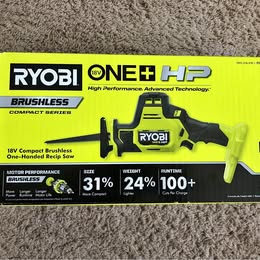 RYOBI 18V ONE+ HP
High Performance. Advanced Technology.
BRUSHLESS
COMPACT SERIES
RYOBI
18V Compact Brushless
One-Handed Recip Saw
MOTOR PERFORMANCE
BRUSHLESS
More Power Longer Runtime Longer Motor Life
SIZE
31%
More Compact
WEIGHT
24%
Lighter
RUNTIME
100+
Cuts Per Charge